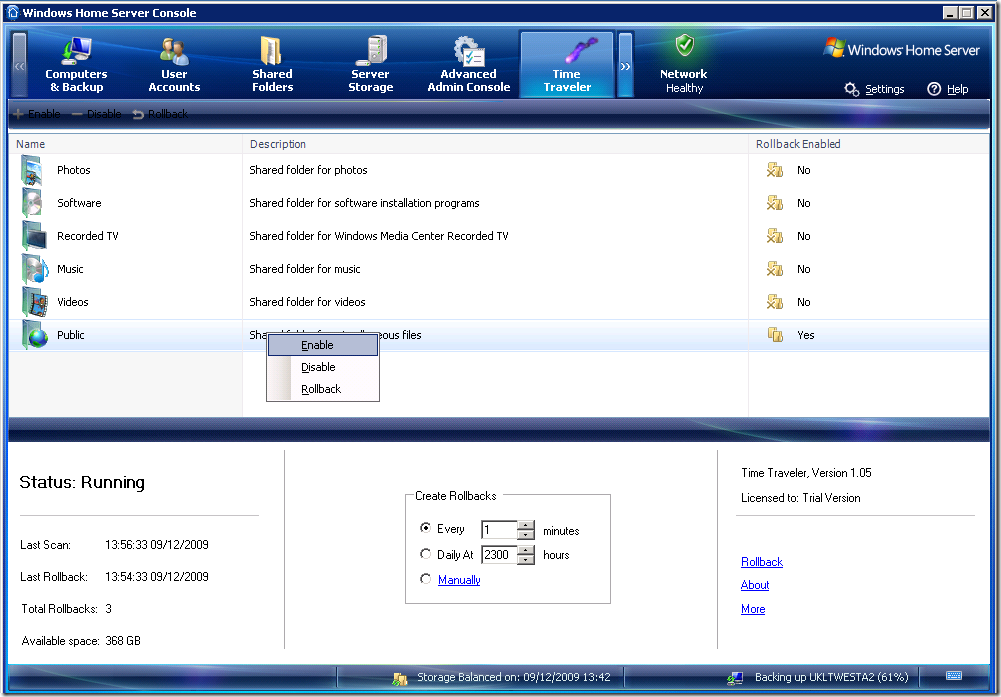 Windows Home Server Console
Computers & Backup
User Accounts
Shared Folders
Server Storage
Advanced Admin Console
Time Traveler
Network Healthy
Windows Home Server
Settings
Help
Enable
Disable
Rollback
Name Description Rollback Enabled
Photos Shared folder for photos No
Software Shared folder for software installation programs No
Recorded TV Shared folder for Windows Media Center Recorded TV No
Music Shared folder for music No
Videos Shared folder for videos No
Public Shared eous files Yes
Enable
Disable
Rollback
Status: Running
Last Scan: 13:56:33 09/12/2009
Last Rollback: 13:54:33 09/12/2009
Total Rollbacks: 3
Available space: 368 GB
Create Rollbacks
Every 1 minutes
Daily At 2300 hours
Manually
Time Traveler, Version 1.05
Licensed to: Trial Version
Rollback
About
More
Storage Balanced on: 09/12/2009 13:42
Backing up UKLTWESTA2 (61%)